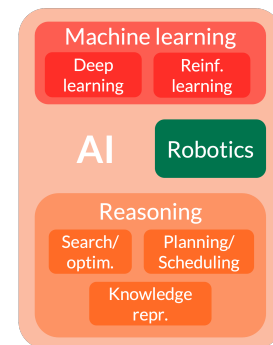 Machine learning
Deep
learning
Reinf.
learning
AI
Robotics
Reasoning
Search/
optim.
Planning/
Scheduling
Knowledge
repr.